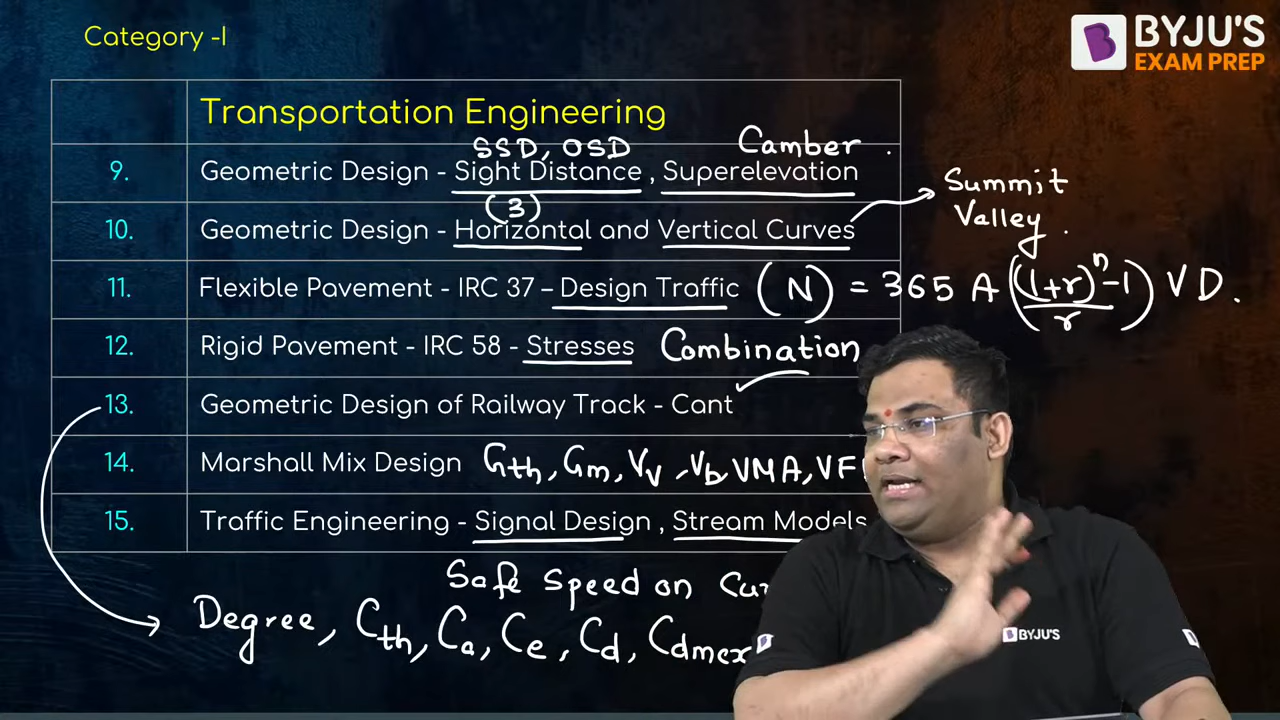 Category -I
BYJU'S
EXAM PREP
Transportation Engineering
SSD, OSD
Camber.
9. Geometric Design - Sight Distance , Superelevation
Summit
Valley.
(3)
10. Geometric Design - Horizontal and Vertical Curves
11. Flexible Pavement - IRC 37 – Design Traffic (N) = 365 A ((1+r)^n-1 / r) VD.
12. Rigid Pavement - IRC 58 - Stresses Combination
13. Geometric Design of Railway Track - Cant
14. Marshall Mix Design Gth, Gm, Vv, Vb, VMA, VF
15. Traffic Engineering - Signal Design , Stream Models
Safe Speed on
Degree, Cth, Ca, Ce, Cd, Cdmax
BYJU'S